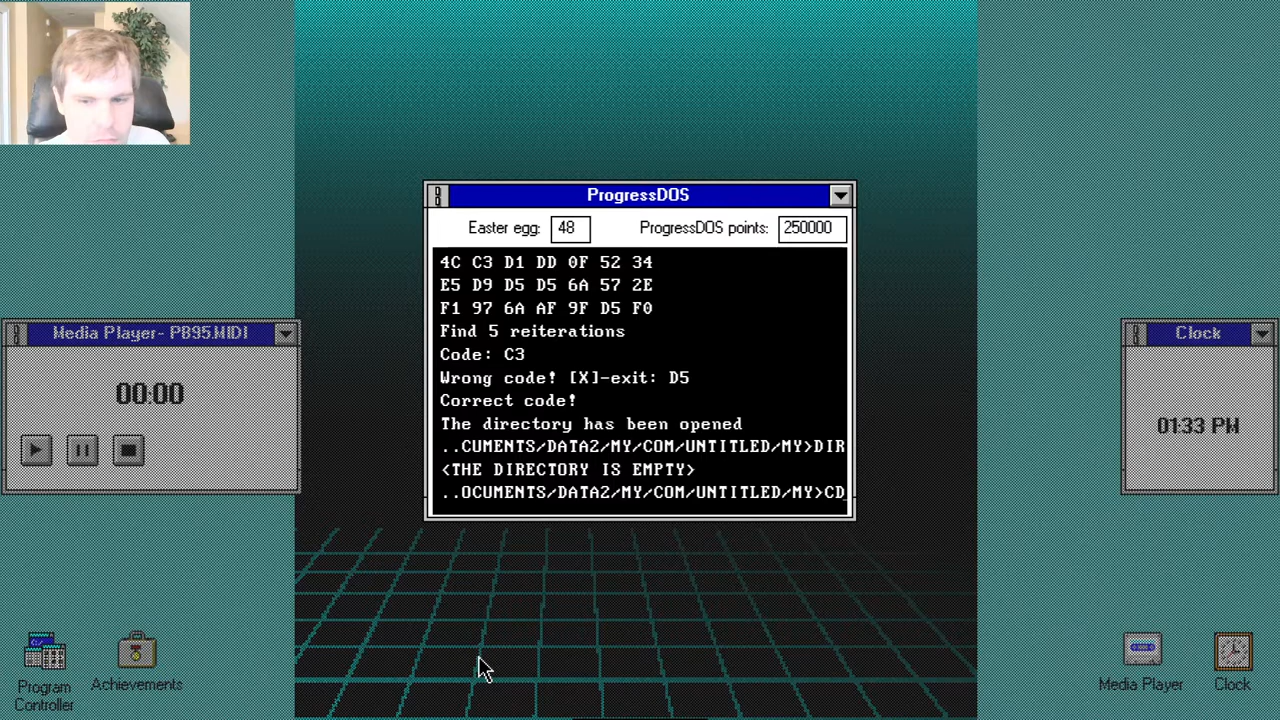 ProgressDOS
Easter egg: 48 ProgressDOS points: 250000
4C C3 D1 DD 0F 52 34
E5 D9 D5 D5 6A 57 2E
F1 97 6A AF 9F D5 F0
Find 5 reiterations
Code: C3
Wrong code! [X]-exit: D5
Correct code!
The directory has been opened
..CUMENTS/DATA2/MY/COM/UNTITLED/MY>DIR
<THE DIRECTORY IS EMPTY>
..OCUMENTS/DATA2/MY/COM/UNTITLED/MY>CD_
Media Player- PB95.MIDI
00:00
Clock
01:33 PM
Program
Controller
Achievements
Media Player
Clock